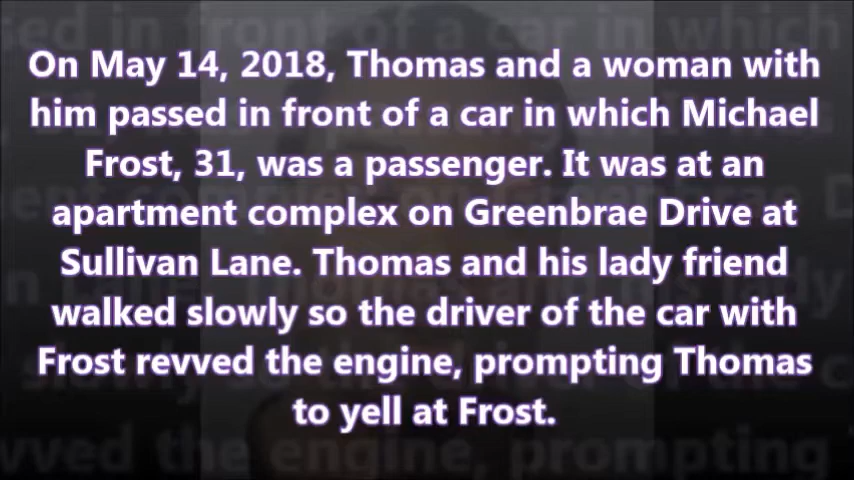 On May 14, 2018, Thomas and a woman with
him passed in front of a car in which Michael
Frost, 31, was a passenger. It was at an
apartment complex on Greenbrae Drive at
Sullivan Lane. Thomas and his lady friend
walked slowly so the driver of the car with
Frost revved the engine, prompting Thomas
to yell at Frost.